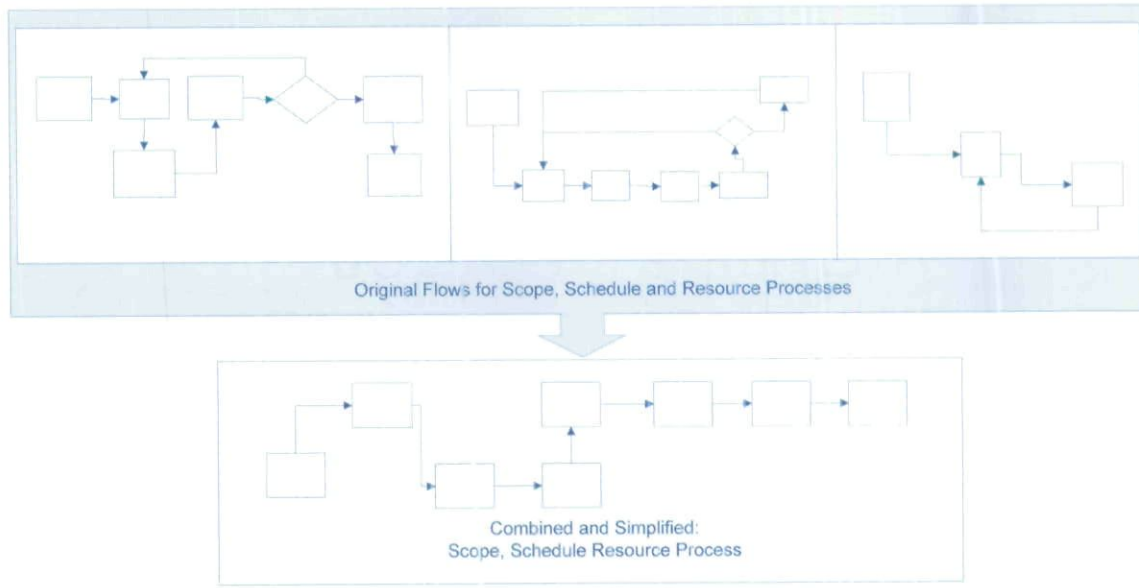 Original Flows for Scope, Schedule and Resource Processes
Combined and Simplified:
Scope, Schedule Resource Process